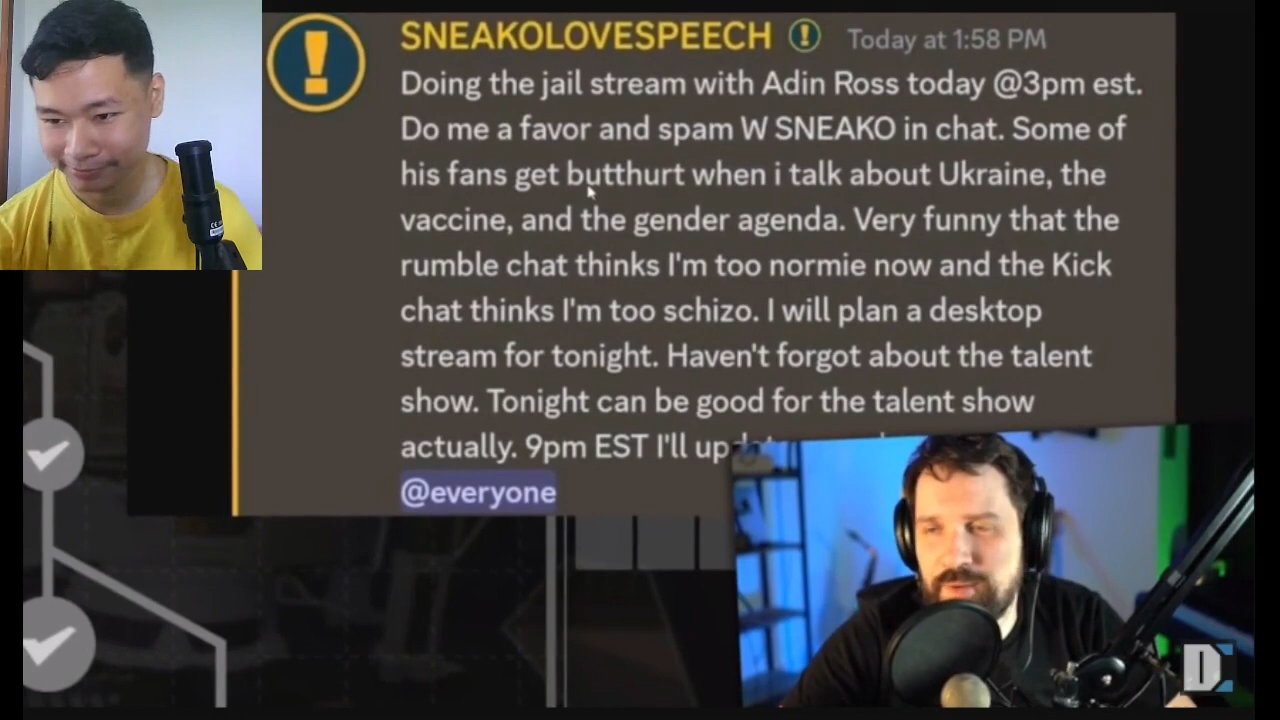 SNEAKOLOVESPEECH Today at 1:58 PM
Doing the jail stream with Adin Ross today @3pm est.
Do me a favor and spam W SNEAKO in chat. Some of
his fans get butthurt when i talk about Ukraine, the
vaccine, and the gender agenda. Very funny that the
rumble chat thinks I'm too normie now and the Kick
chat thinks I'm too schizo. I will plan a desktop
stream for tonight. Haven't forgot about the talent
show. Tonight can be good for the talent show
actually. 9pm EST I'll
@everyone